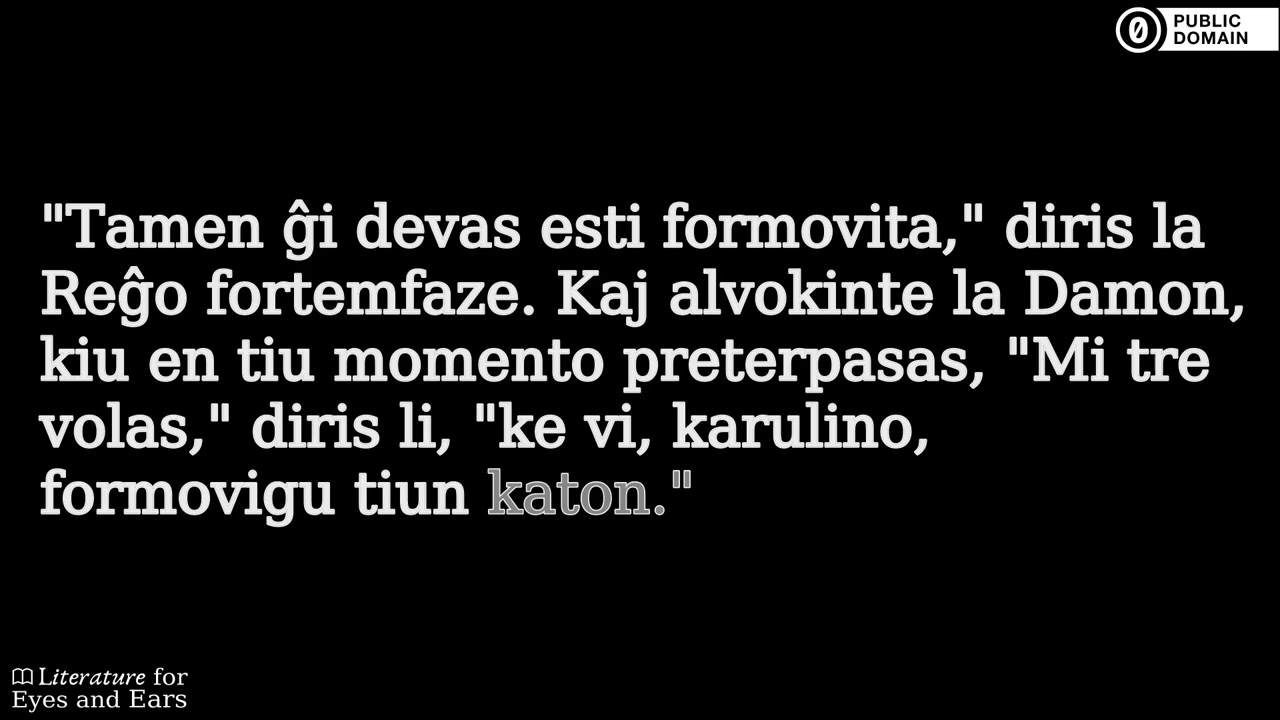 PUBLIC
DOMAIN
"Tamen ĝi devas esti formovita," diris la
Reĝo fortemfaze. Kaj alvokinte la Damon,
kiu en tiu momento preterpasas, "Mi tre
volas," diris li, "ke vi, karulino,
formovigu tiun katon."
Literature for
Eyes and Ears